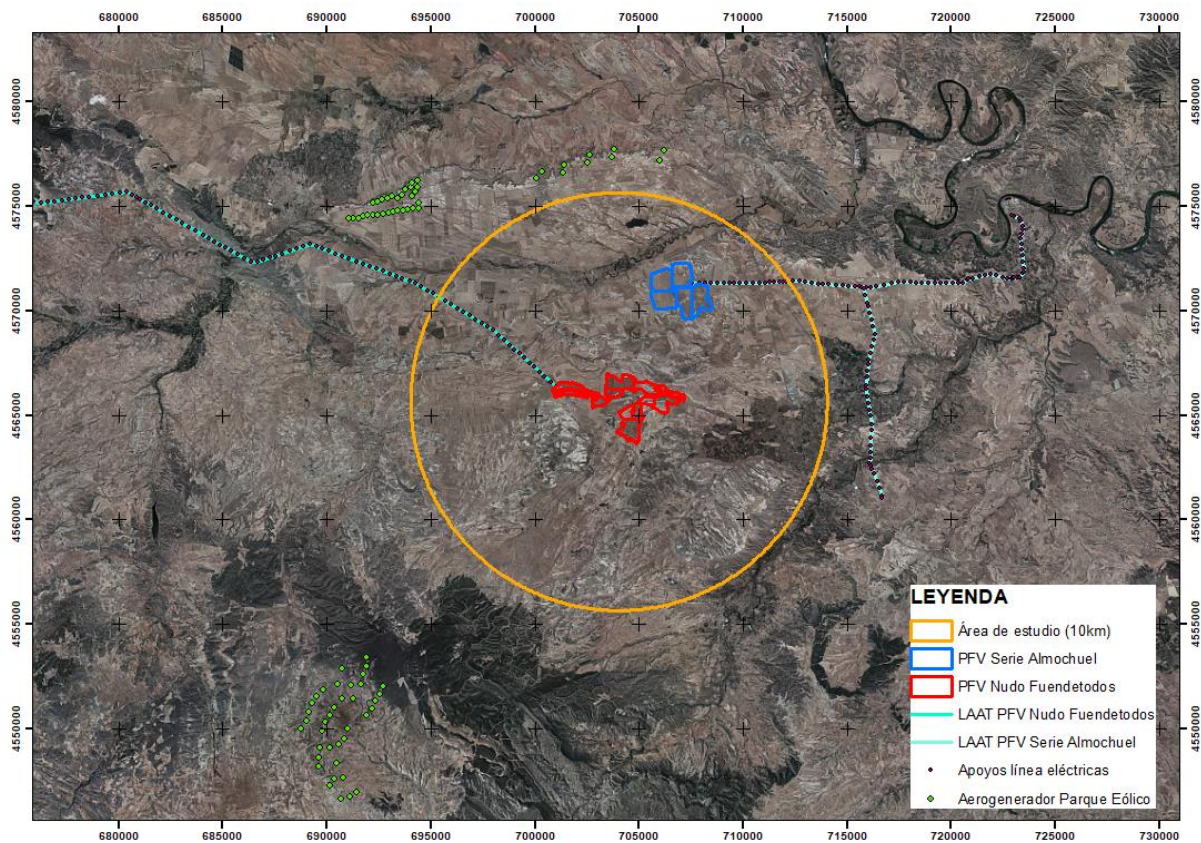 680000 685000 690000 695000 700000 705000 710000 715000 720000 725000 730000
4580000 4580000
4575000 4575000
4570000 4570000
4565000 4565000
4560000 4560000
4555000 4555000
4550000 4550000
LEYENDA
Área de estudio (10km)
PFV Serie Almochuel
PFV Nudo Fuendetodos
LAAT PFV Nudo Fuendetodos
LAAT PFV Serie Almochuel
Apoyos línea eléctricas
Aerogenerador Parque Eólico
680000 685000 690000 695000 700000 705000 710000 715000 720000 725000 730000